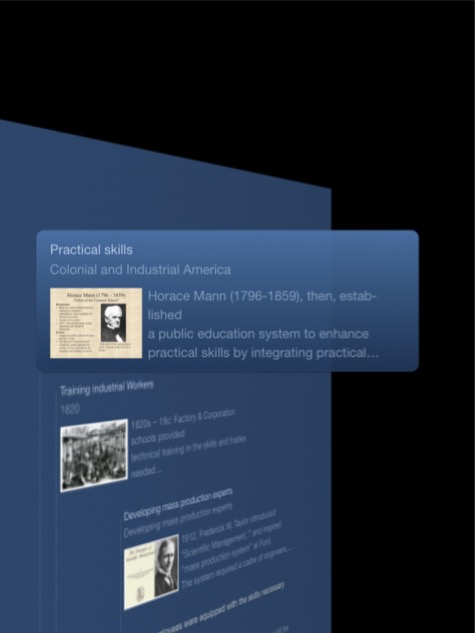 Practical skills
Colonial and Industrial America
Horace Mann (1796 - 1859)
Father of the Common School
Horace Mann (1796-1859), then, estab-
lished
a public education system to enhance
practical skills by integrating practical...
Training industrial Workers
1820
1820s ~ 19c: Factory & Corporation
schools provided
technical training in the skills and trades
needed...
Developing mass production experts
Developing mass production experts
1912, Frederick W. Taylor introduced
"Scientific Management," and inspired
"mass production system" at Ford.
The system required a cadre of engineers,...
were equipped with the skills necessary